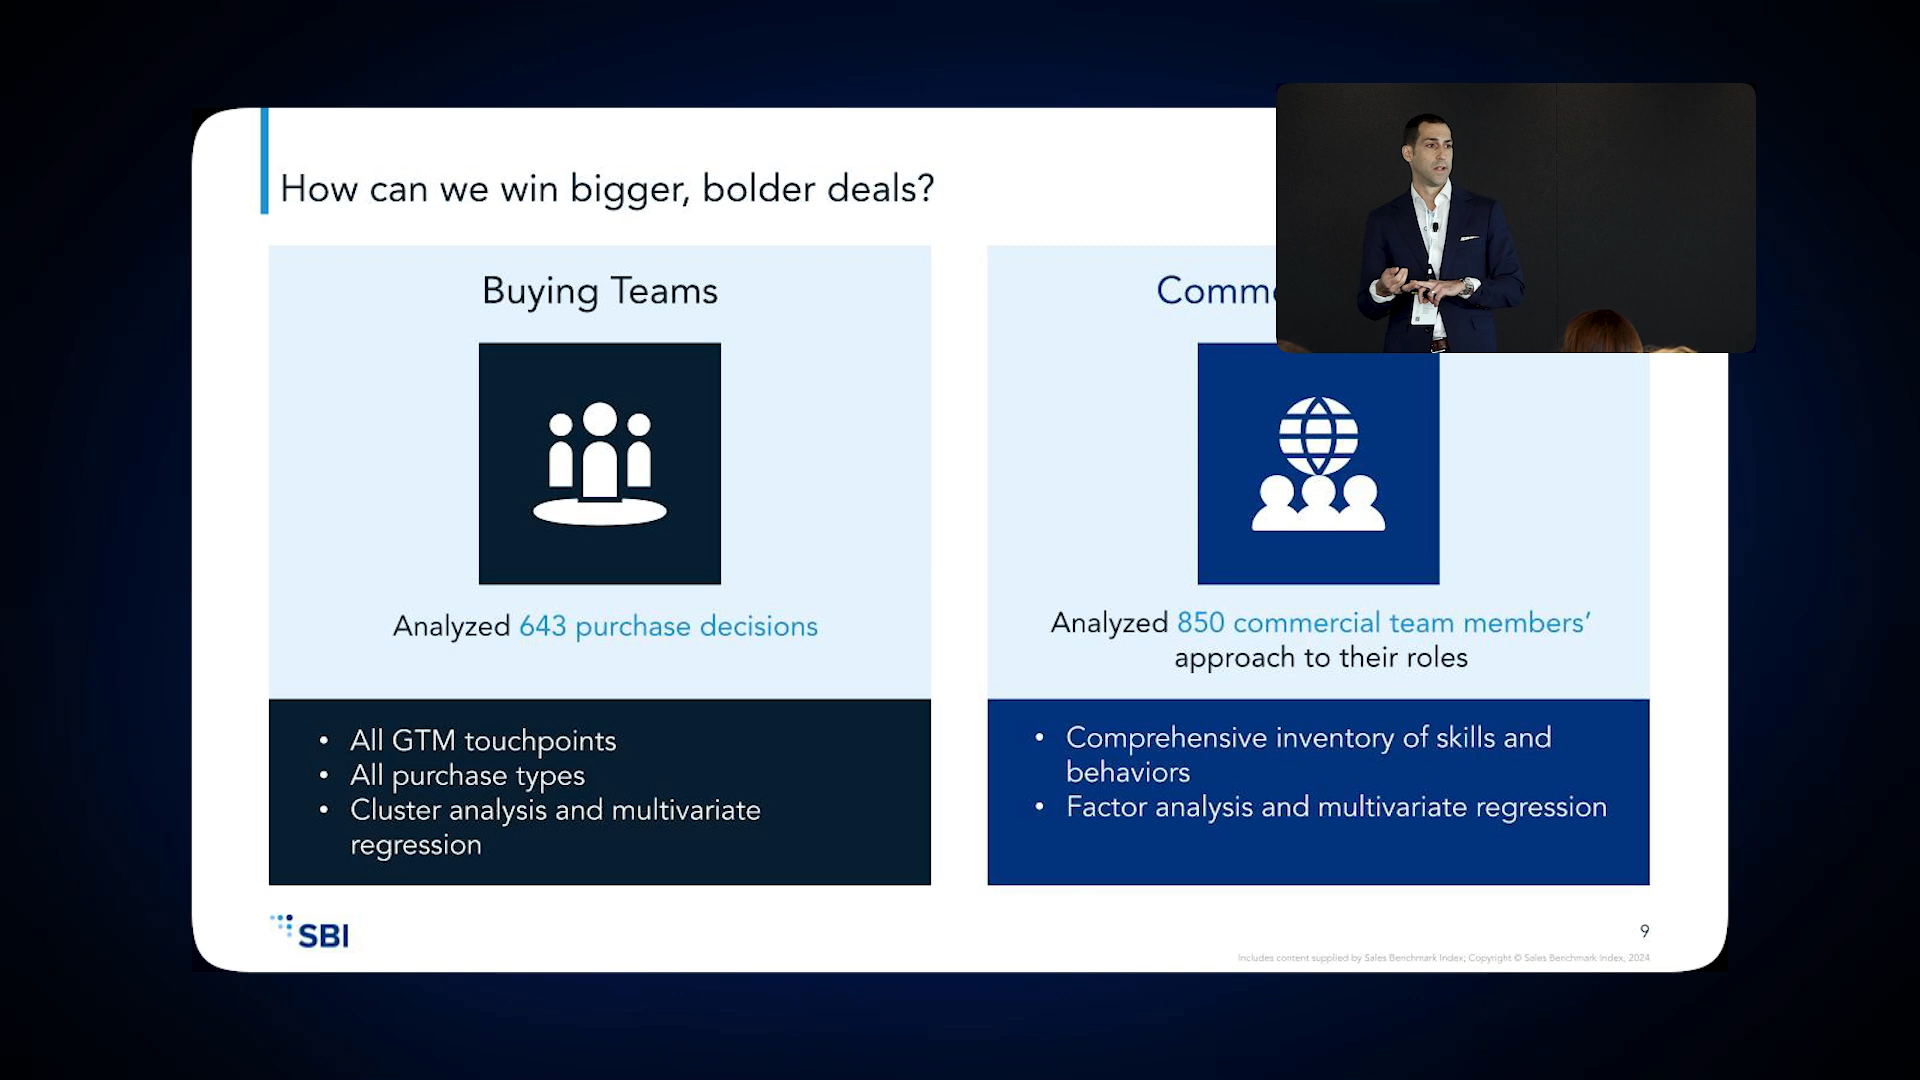 How can we win bigger, bolder deals?
Buying Teams
Analyzed 643 purchase decisions
• All GTM touchpoints
• All purchase types
• Cluster analysis and multivariate
regression
Analyzed 850 commercial team members’
approach to their roles
• Comprehensive inventory of skills and
behaviors
• Factor analysis and multivariate regression
SBI
9
Includes content supplied by Sales Benchmark Index; Copyright © Sales Benchmark Index, 2024